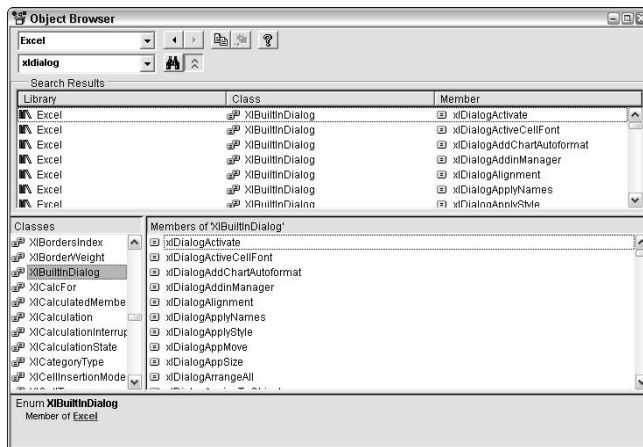 Object Browser
Excel
xldialog
Search Results
Library Class Member
Excel XlBuiltInDialog xlDialogActivate
Excel XlBuiltInDialog xlDialogActiveCellFont
Excel XlBuiltInDialog xlDialogAddChartAutoformat
Excel XlBuiltInDialog xlDialogAddinManager
Excel XlBuiltInDialog xlDialogAlignment
Excel XlBuiltInDialog xlDialogApplyNames
Excel XlBuiltInDialog xlDialogApplyStyle
Classes Members of 'XlBuiltInDialog'
XlBordersIndex xlDialogActivate
XlBorderWeight xlDialogActiveCellFont
XlBuiltInDialog xlDialogAddChartAutoformat
XlCalcFor xlDialogAddinManager
XlCalculatedMembe xlDialogAlignment
XlCalculation xlDialogApplyNames
XlCalculationInterrup xlDialogApplyStyle
XlCalculationState xlDialogAppMove
XlCategoryType xlDialogAppSize
XlCellInsertionMode xlDialogArrangeAll
Enum XlBuiltInDialog
Member of Excel